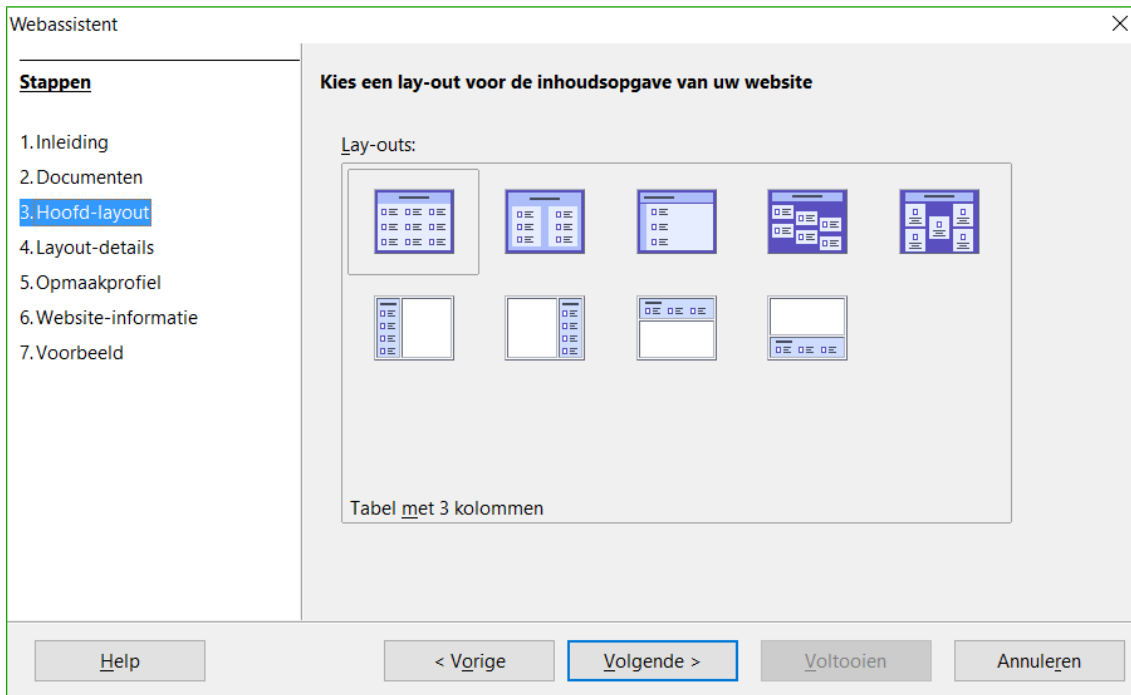 Webassistent
Stappen
1. Inleiding
2. Documenten
3. Hoofd-layout
4. Layout-details
5. Opmaakprofiel
6. Website-informatie
7. Voorbeeld
Kies een lay-out voor de inhoudsopgave van uw website
Lay-outs:
Tabel met 3 kolommen
Help
< Vorige
Volgende >
Voltooien
Annuleren